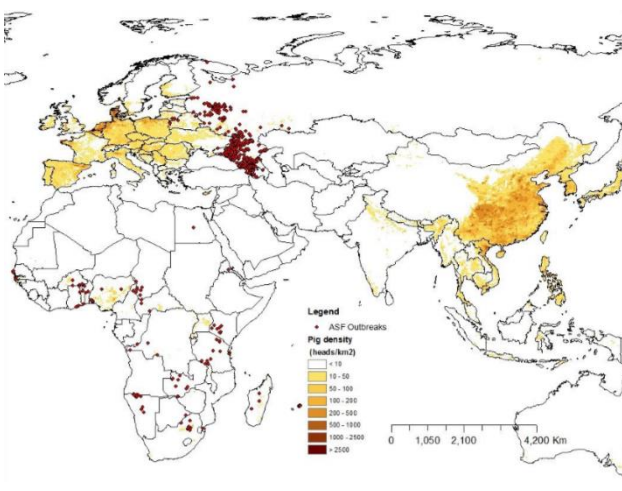 Legend
ASF Outbreaks
Pig density
(heads/km2)
< 10
10 - 50
50 - 100
100 - 200
200 - 500
500 - 1000
1000 - 2500
> 2500
0 1,050 2,100 4,200 Km